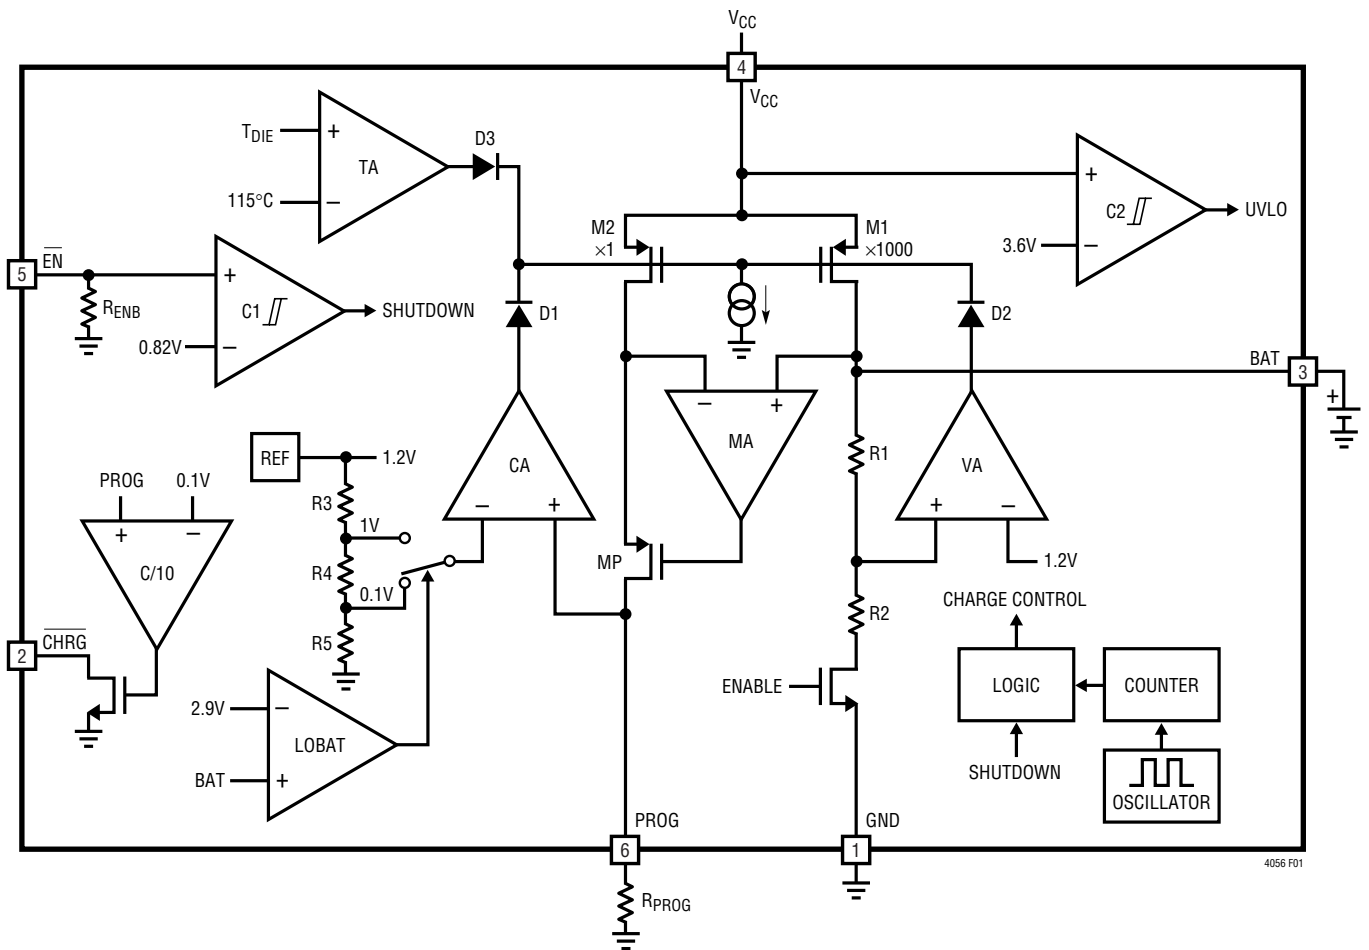 VCC
4
VCC
TDIE
+
TA
D3
115°C
−
+
C2
UVLO
3.6V
−
M2
×1
M1
×1000
5
EN
RENB
+
C1
SHUTDOWN
0.82V
−
D1
D2
BAT
3
+
REF
1.2V
CA
−
+
−
+
MA
R1
VA
+
−
1.2V
PROG
0.1V
+
−
C/10
R3
1V
R4
0.1V
R5
MP
R2
2
CHRG
2.9V
−
LOBAT
BAT
+
ENABLE
CHARGE CONTROL
LOGIC
COUNTER
SHUTDOWN
OSCILLATOR
PROG
6
GND
1
RPROG
4056 F01